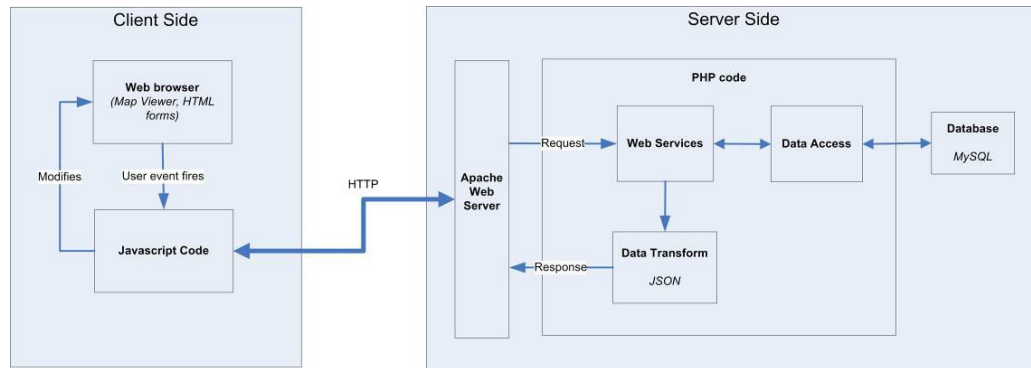 Client Side
Web browser
(Map Viewer, HTML
forms)
Modifies
User event fires
Javascript Code
HTTP
Server Side
Apache
Web
Server
PHP code
Request
Web Services
Data Access
Database
MySQL
Data Transform
JSON
Response